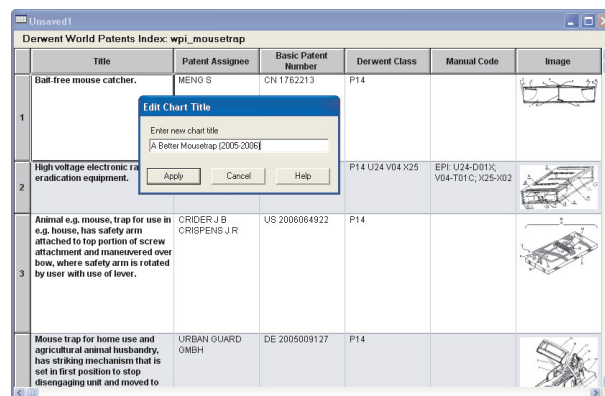 Unsaved1
Derwent World Patents Index: wpi_mousetrap
Title
Patent Assignee
Basic Patent
Number
Derwent Class
Manual Code
Image
1
Bait-free mouse catcher.
MENG S
CN 1762213
P14
Edit Chart Title
Enter new chart title
A Better Mousetrap (2005-2006)
Apply
Cancel
Help
2
High voltage electronic ra
eradication equipment.
P14 U24 V04 X25
EPI: U24-D01X;
V04-T01C; X25-X02
3
Animal e.g. mouse, trap for use in
e.g. house, has safety arm
attached to top portion of screw
attachment and maneuvered over
bow, where safety arm is rotated
by user with use of lever.
CRIDER J B
CRISPENS J R
US 2006064922
P14
Mouse trap for home use and
agricultural animal husbandry,
has striking mechanism that is
set in first position to stop
disengaging unit and moved to
URBAN GUARD
GMBH
DE 2005009127
P14